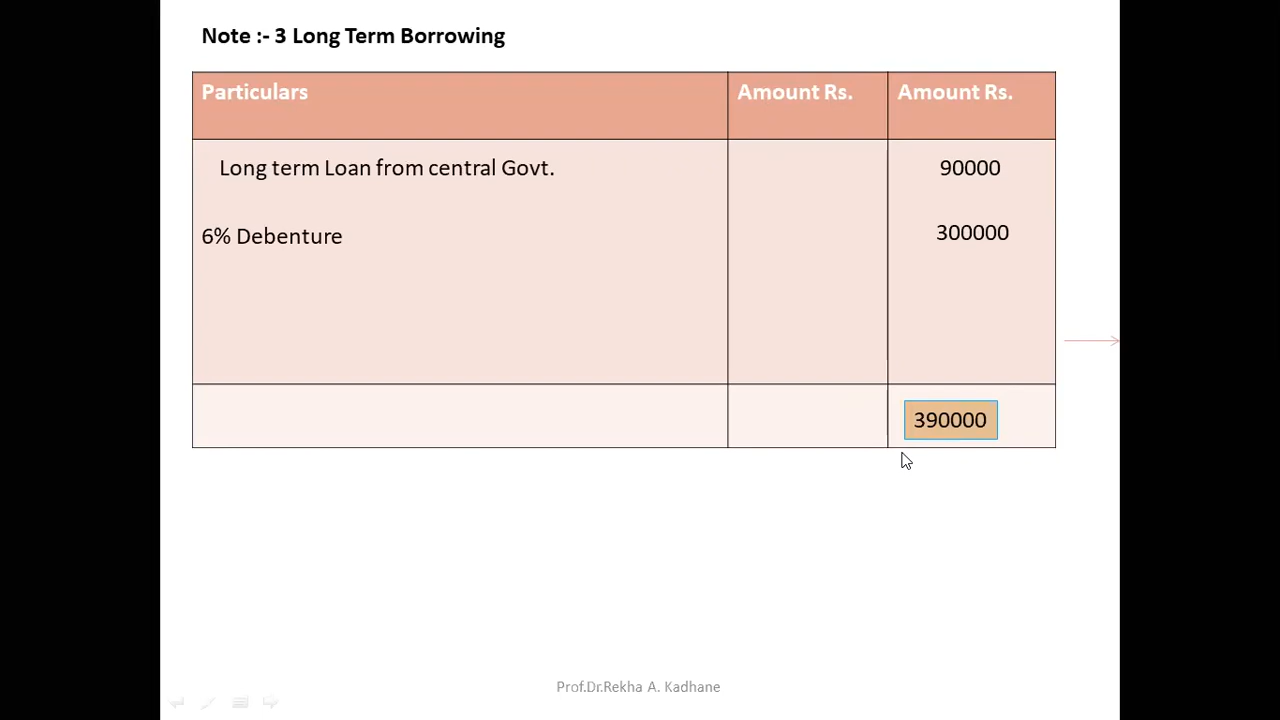 Note :- 3 Long Term Borrowing
Particulars Amount Rs. Amount Rs.
Long term Loan from central Govt. 90000
6% Debenture 300000
390000
Prof.Dr.Rekha A. Kadhane